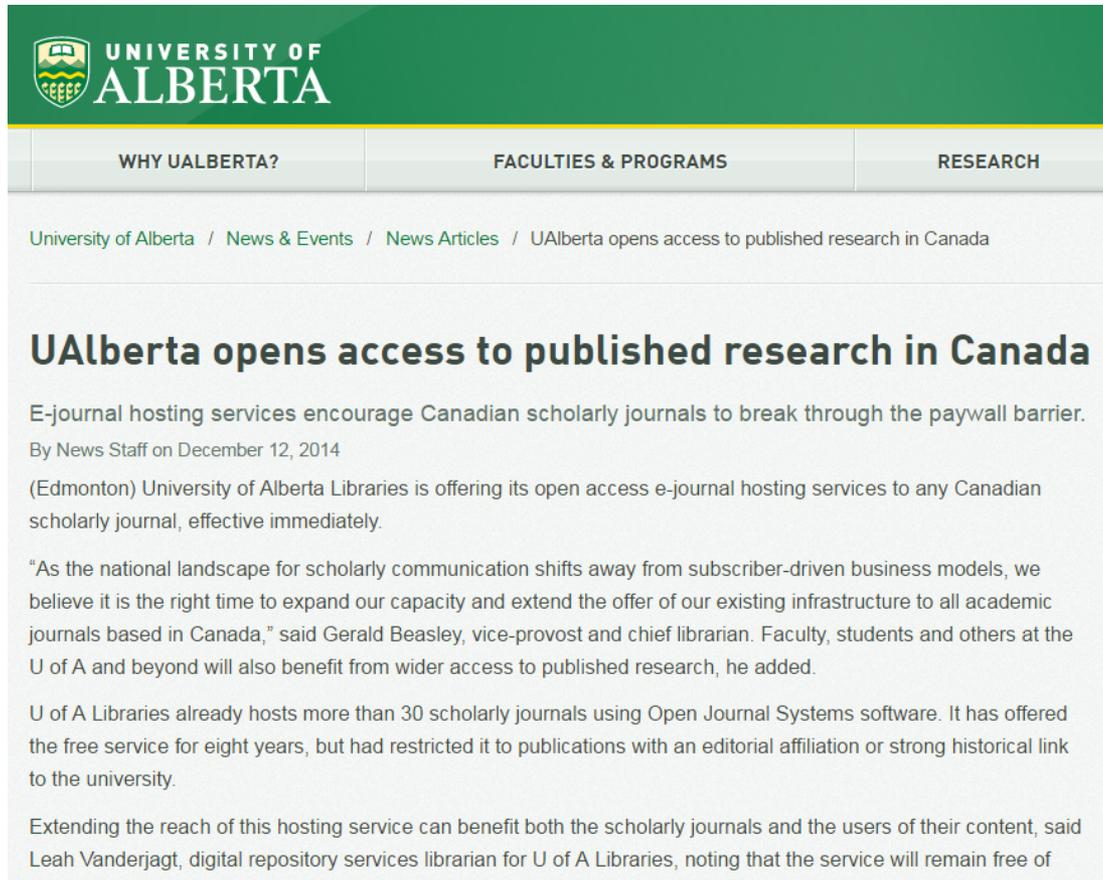 UNIVERSITY OF
ALBERTA
WHY UALBERTA? FACULTIES & PROGRAMS RESEARCH
University of Alberta / News & Events / News Articles / UAlberta opens access to published research in Canada
UAlberta opens access to published research in Canada
E-journal hosting services encourage Canadian scholarly journals to break through the paywall barrier.
By News Staff on December 12, 2014
(Edmonton) University of Alberta Libraries is offering its open access e-journal hosting services to any Canadian
scholarly journal, effective immediately.
“As the national landscape for scholarly communication shifts away from subscriber-driven business models, we
believe it is the right time to expand our capacity and extend the offer of our existing infrastructure to all academic
journals based in Canada,” said Gerald Beasley, vice-provost and chief librarian. Faculty, students and others at the
U of A and beyond will also benefit from wider access to published research, he added.
U of A Libraries already hosts more than 30 scholarly journals using Open Journal Systems software. It has offered
the free service for eight years, but had restricted it to publications with an editorial affiliation or strong historical link
to the university.
Extending the reach of this hosting service can benefit both the scholarly journals and the users of their content, said
Leah Vanderjagt, digital repository services librarian for U of A Libraries, noting that the service will remain free of